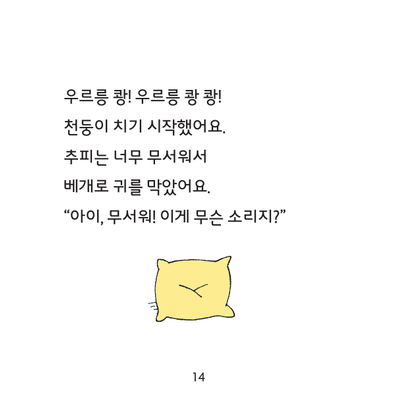 우르릉 쾅! 우르릉 쾅 쾅!
천둥이 치기 시작했어요.
추피는 너무 무서워서
베개로 귀를 막았어요.
“아이, 무서워! 이게 무슨 소리지?”
14